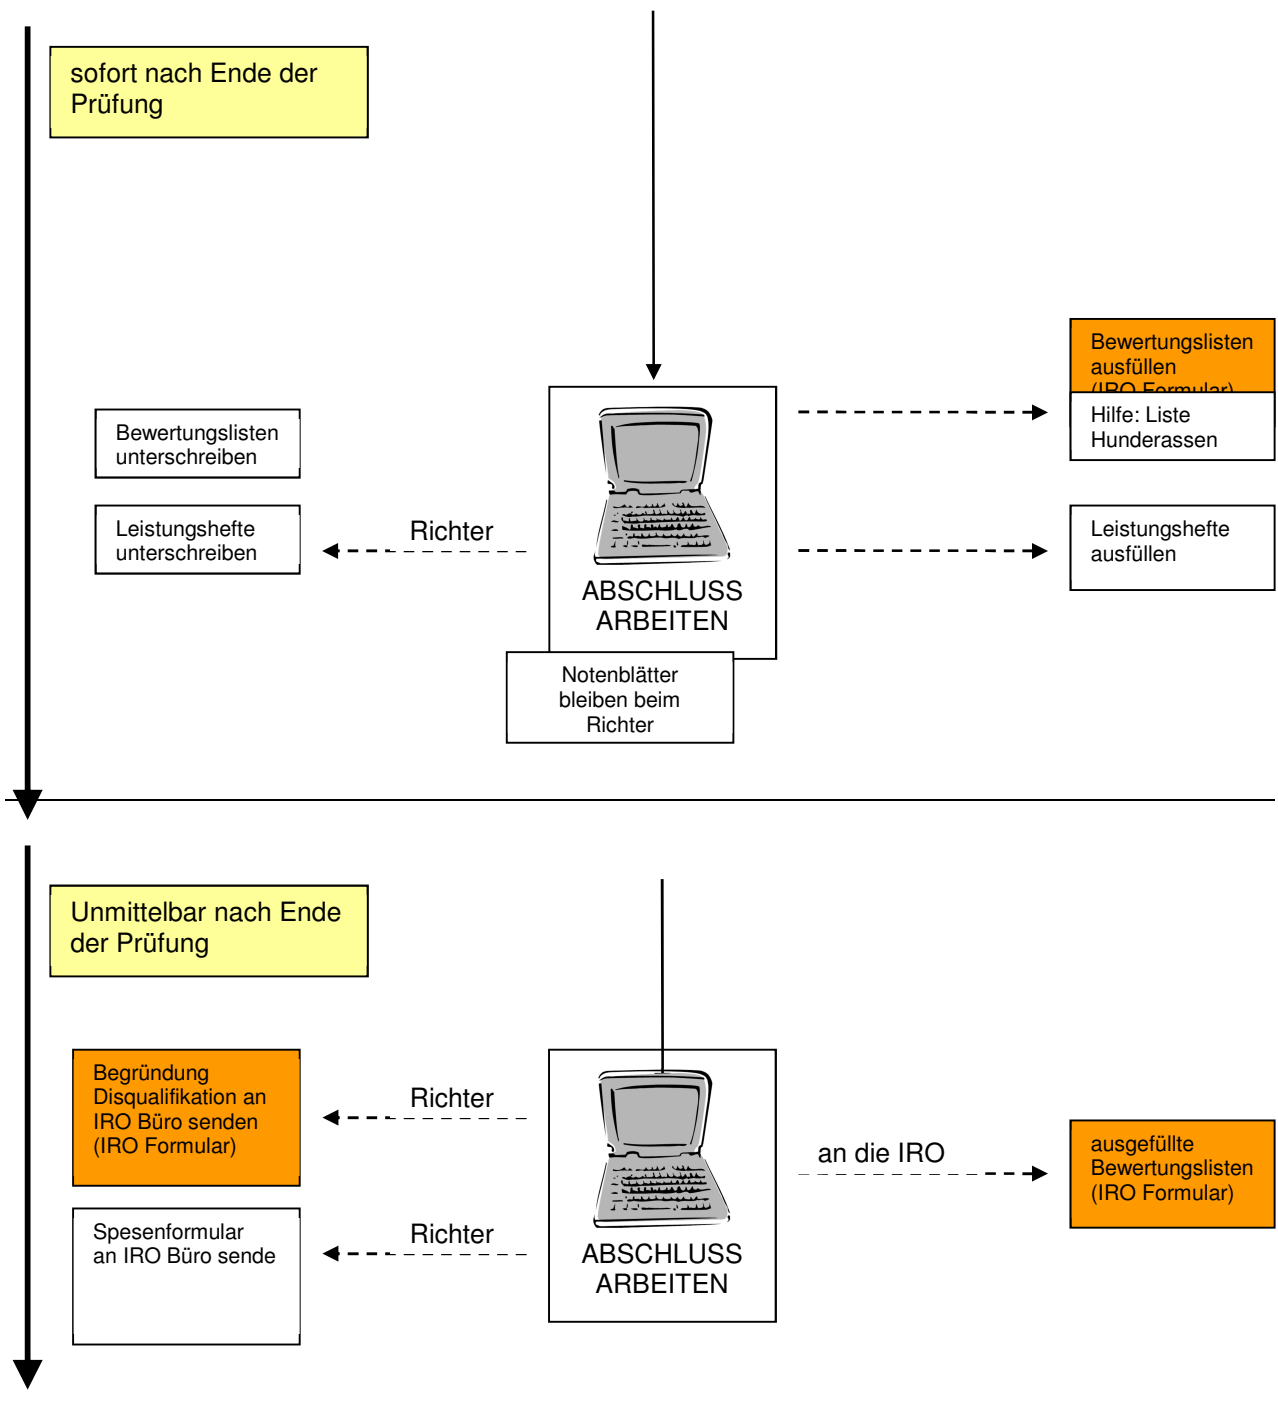 sofort nach Ende der
Prüfung
Bewertungslisten
ausfüllen
(IRO Formular)
Hilfe: Liste
Hunderassen
Bewertungslisten
unterschreiben
Leistungshefte
unterschreiben
Richter
Leistungshefte
ausfüllen
ABSCHLUSS
ARBEITEN
Notenblätter
bleiben beim
Richter
Unmittelbar nach Ende
der Prüfung
Begründung
Disqualifikation an
IRO Büro senden
(IRO Formular)
Richter
an die IRO
ausgefüllte
Bewertungslisten
(IRO Formular)
Spesenformular
an IRO Büro sende
Richter
ABSCHLUSS
ARBEITEN